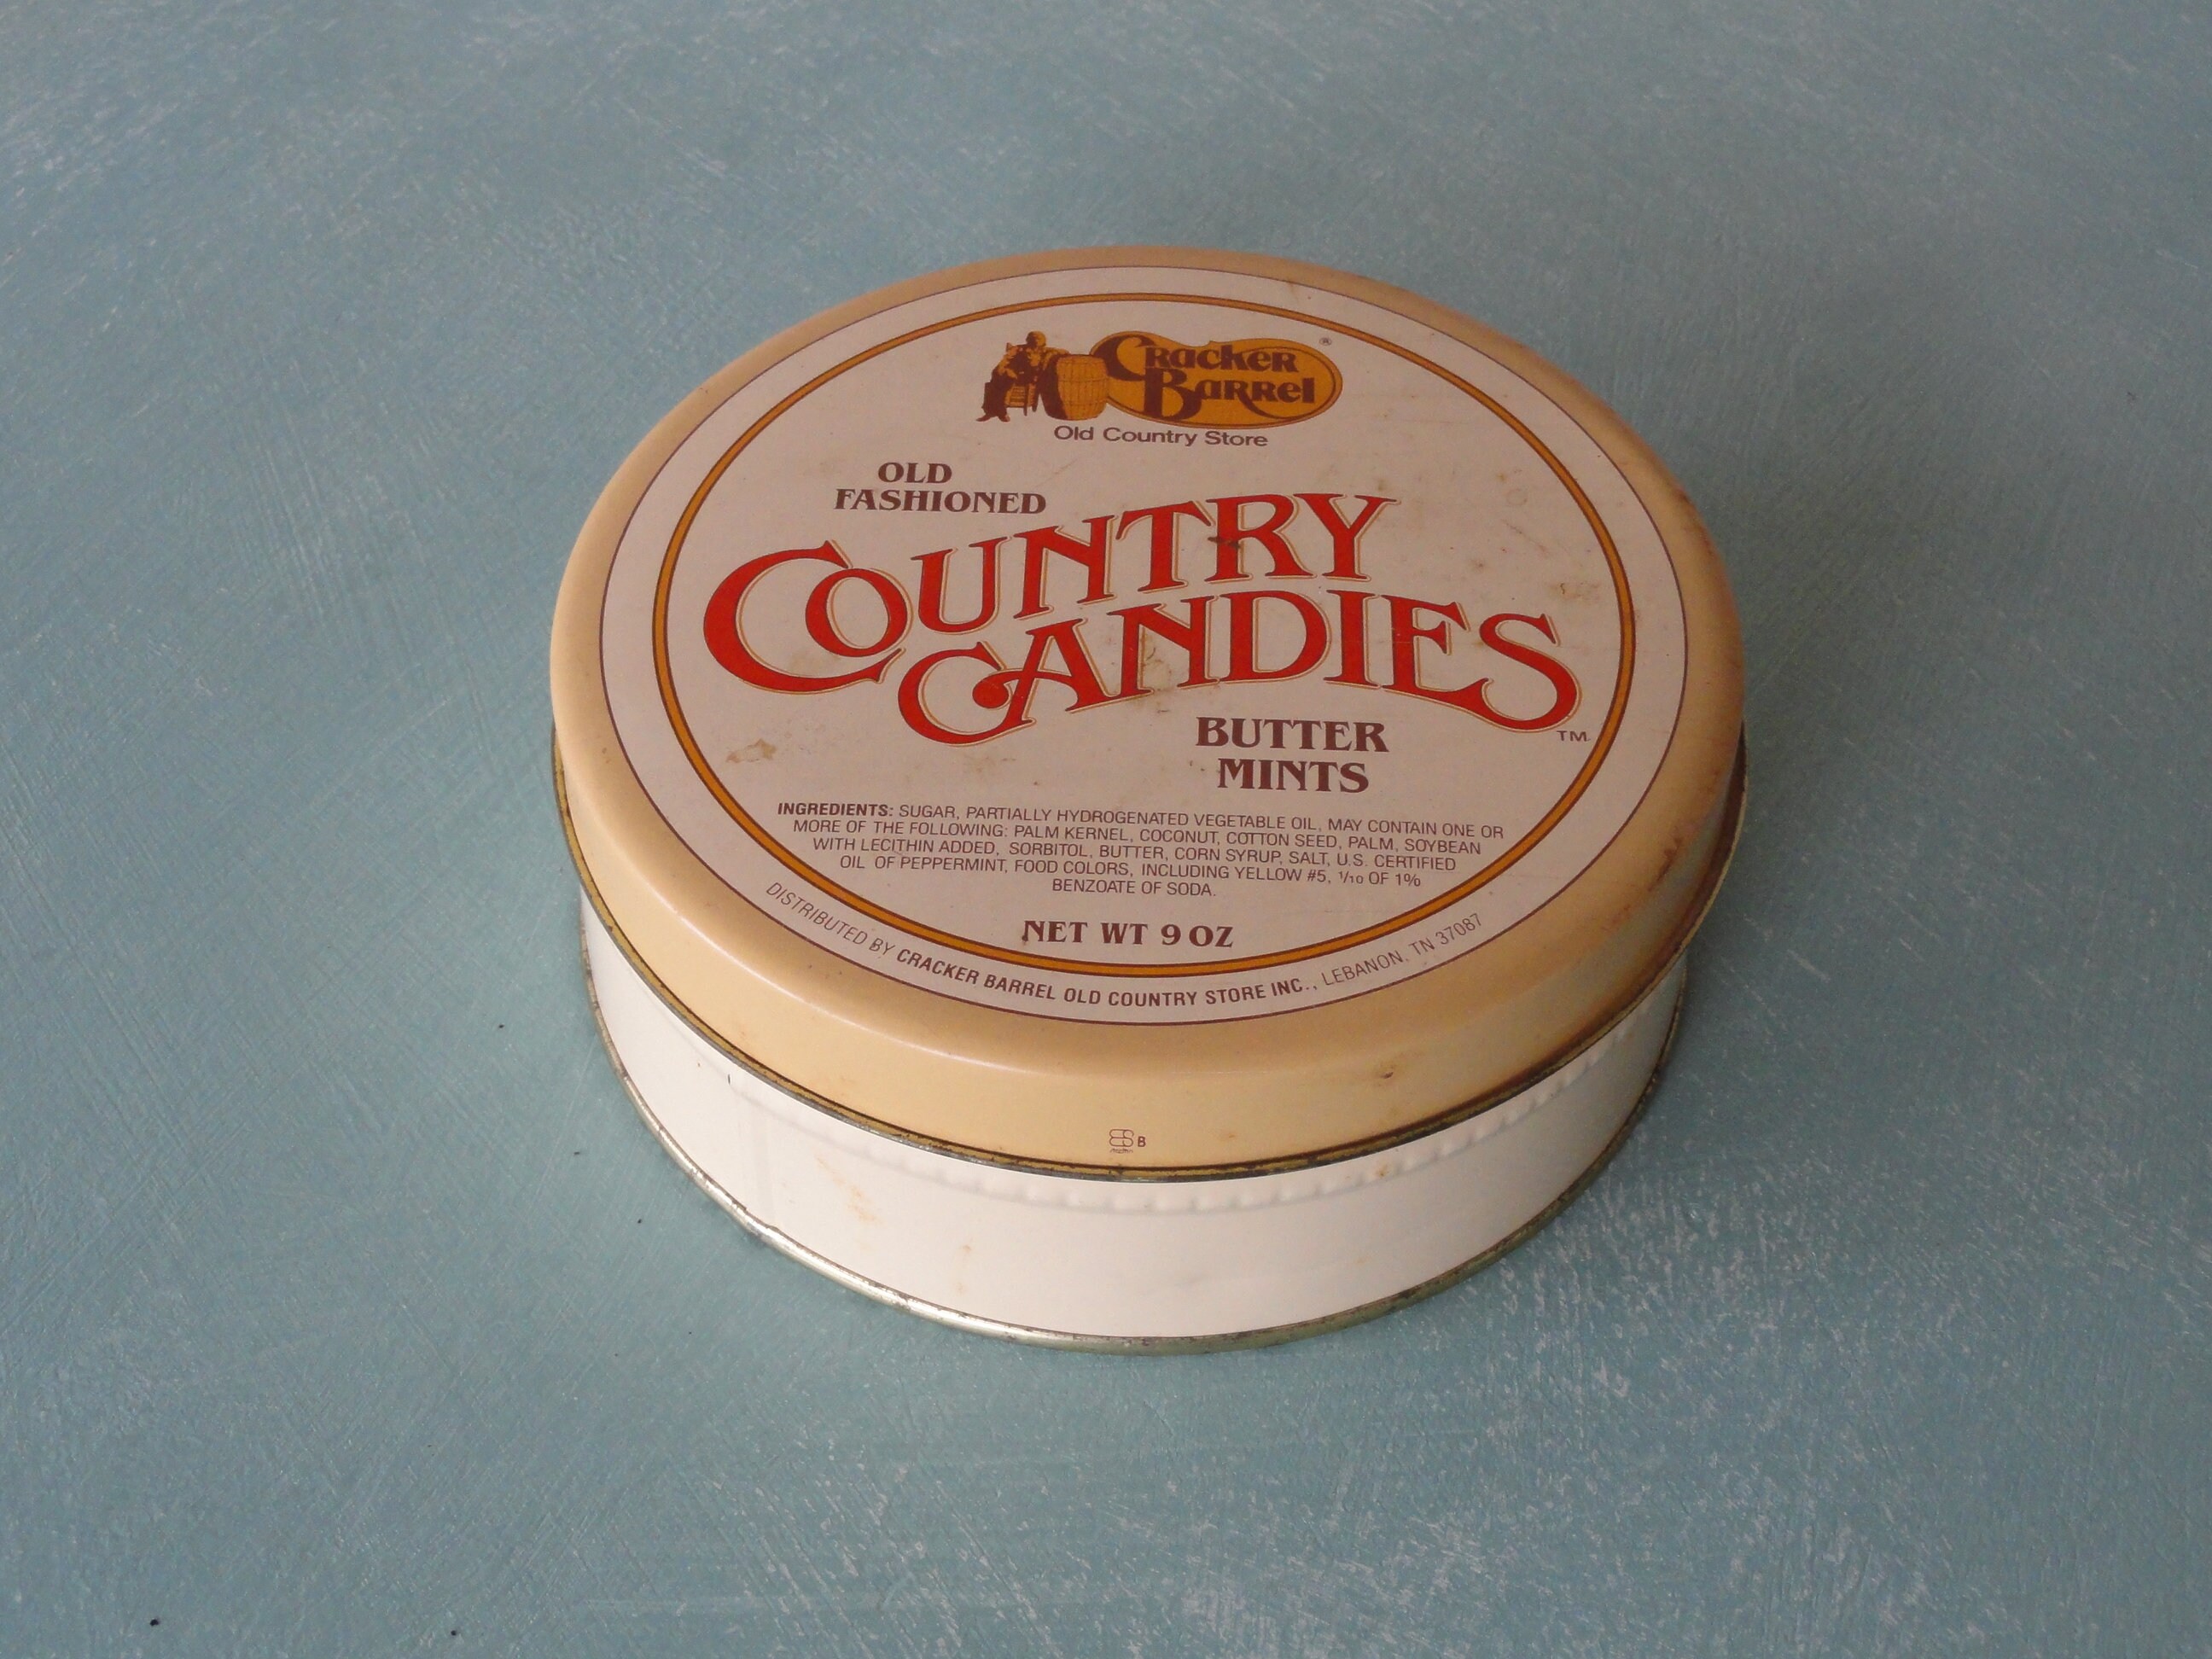 Cracker
Barrel ®
Old Country Store
OLD
FASHIONED
COUNTRY
CANDIES TM
BUTTER
MINTS
INGREDIENTS: SUGAR, PARTIALLY HYDROGENATED VEGETABLE OIL, MAY CONTAIN ONE OR
MORE OF THE FOLLOWING: PALM KERNEL, COCONUT, COTTON SEED, PALM, SOYBEAN
WITH LECITHIN ADDED, SORBITOL, BUTTER, CORN SYRUP, SALT, U.S. CERTIFIED
OIL OF PEPPERMINT, FOOD COLORS, INCLUDING YELLOW #5, 1/10 OF 1%
BENZOATE OF SODA.
NET WT 9 OZ
DISTRIBUTED BY CRACKER BARREL OLD COUNTRY STORE INC., LEBANON, TN 37087
B